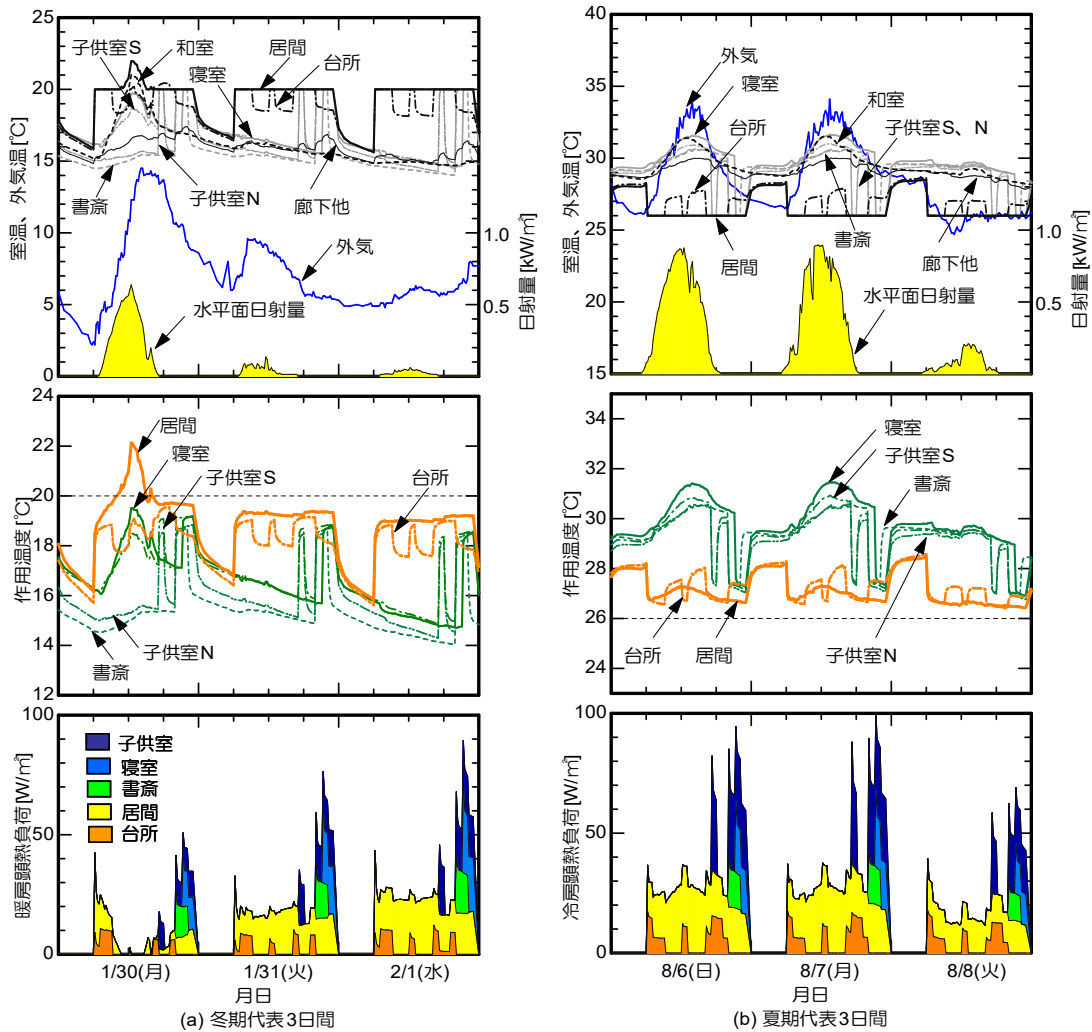 室温、外気温[℃]
25
20
15
10
5
0
子供室S
和室
居間
寝室
台所
書斎
子供室N
廊下他
外気
水平面日射量
1.0
0.5
日射量[kW/㎡]
作用温度[℃]
24
22
20
18
16
14
12
居間
寝室
子供室S
台所
子供室N
書斎
暖房顕熱負荷[W/㎡]
100
50
0
子供室
寝室
書斎
居間
台所
1/30(月) 1/31(火) 2/1(水)
月日
(a) 冬期代表3日間
室温、外気温[℃]
40
35
30
25
20
15
外気
寝室
和室
台所
子供室S、N
書斎
居間
廊下他
水平面日射量
1.0
0.5
日射量[kW/㎡]
作用温度[℃]
35
33
31
29
27
25
23
寝室
子供室S
書斎
台所
居間
子供室N
冷房顕熱負荷[W/㎡]
100
50
0
8/6(日) 8/7(月) 8/8(火)
月日
(b) 夏期代表3日間